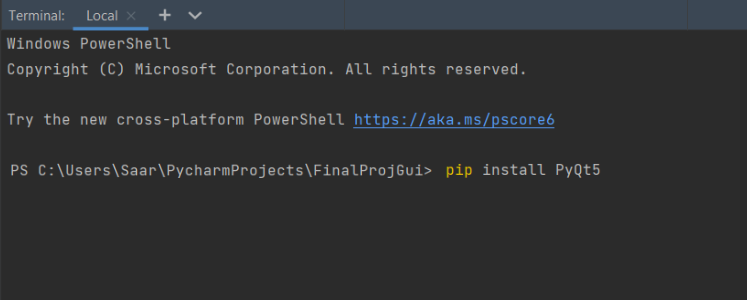 Terminal: Local
Windows PowerShell
Copyright (C) Microsoft Corporation. All rights reserved.
Try the new cross-platform PowerShell https://aka.ms/pscore6
PS C:\Users\Saar\PycharmProjects\FinalProjGui> pip install PyQt5